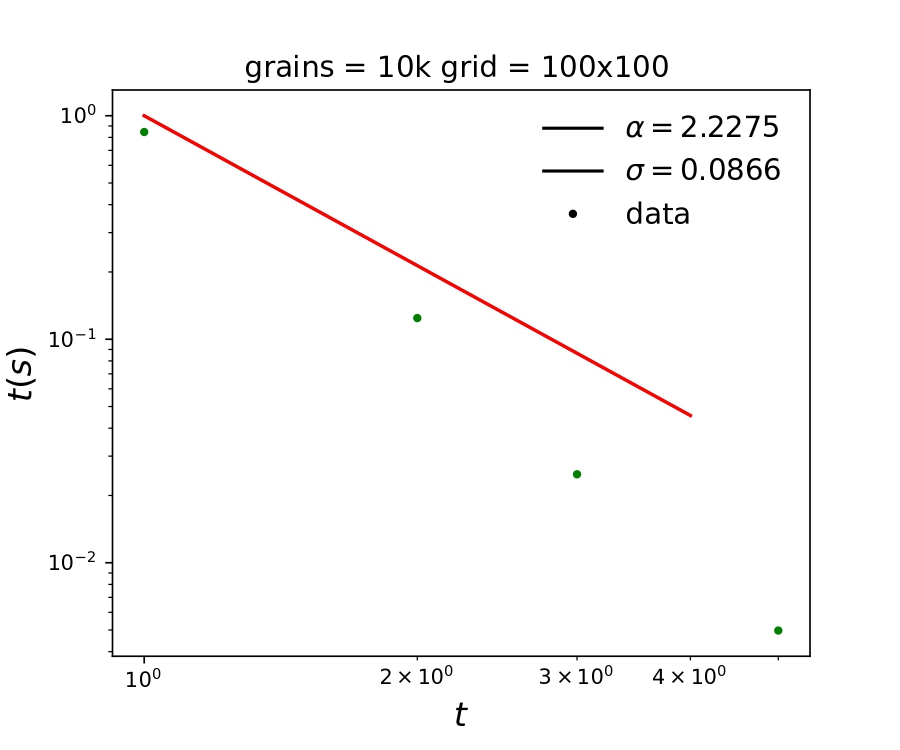 grains = 10k grid = 100x100
α = 2.2275
σ = 0.0866
data
10⁰
10⁻¹
10⁻²
t(s)
10⁰
2 × 10⁰
3 × 10⁰
4 × 10⁰
t